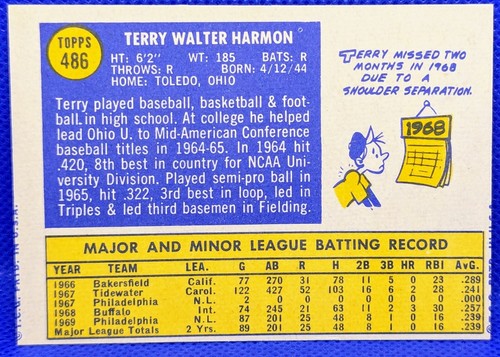 TOPPS
486
TERRY WALTER HARMON
HT: 6'2" WT: 185 BATS: R
THROWS: R BORN: 4/12/44
HOME: TOLEDO, OHIO
Terry played baseball, basketball & foot-
ball in high school. At college he helped
lead Ohio U. to Mid-American Conference
baseball titles in 1964-65. In 1964 hit
.420, 8th best in country for NCAA Uni-
versity Division. Played semi-pro ball in
1965, hit .322, 3rd best in loop, led in
Triples & led third basemen in Fielding.
TERRY MISSED TWO
MONTHS IN 1968
DUE TO A
SHOULDER SEPARATION.
1968
MAJOR AND MINOR LEAGUE BATTING RECORD
YEAR TEAM LEA. G AB R H 2B 3B HR RBI AVG.
1966 Bakersfield Calif. 77 270 31 78 11 5 0 23 .289
1967 Tidewater Carol. 122 427 52 103 16 6 2 28 .241
1967 Philadelphia N.L. 2 0 0 0 0 0 0 0 .000
1968 Buffalo Int. 74 245 21 63 11 2 3 30 .257
1969 Philadelphia N.L. 87 201 25 48 8 1 0 16 .239
Major League Totals 2 Yrs. 89 201 25 48 8 1 0 16 .239